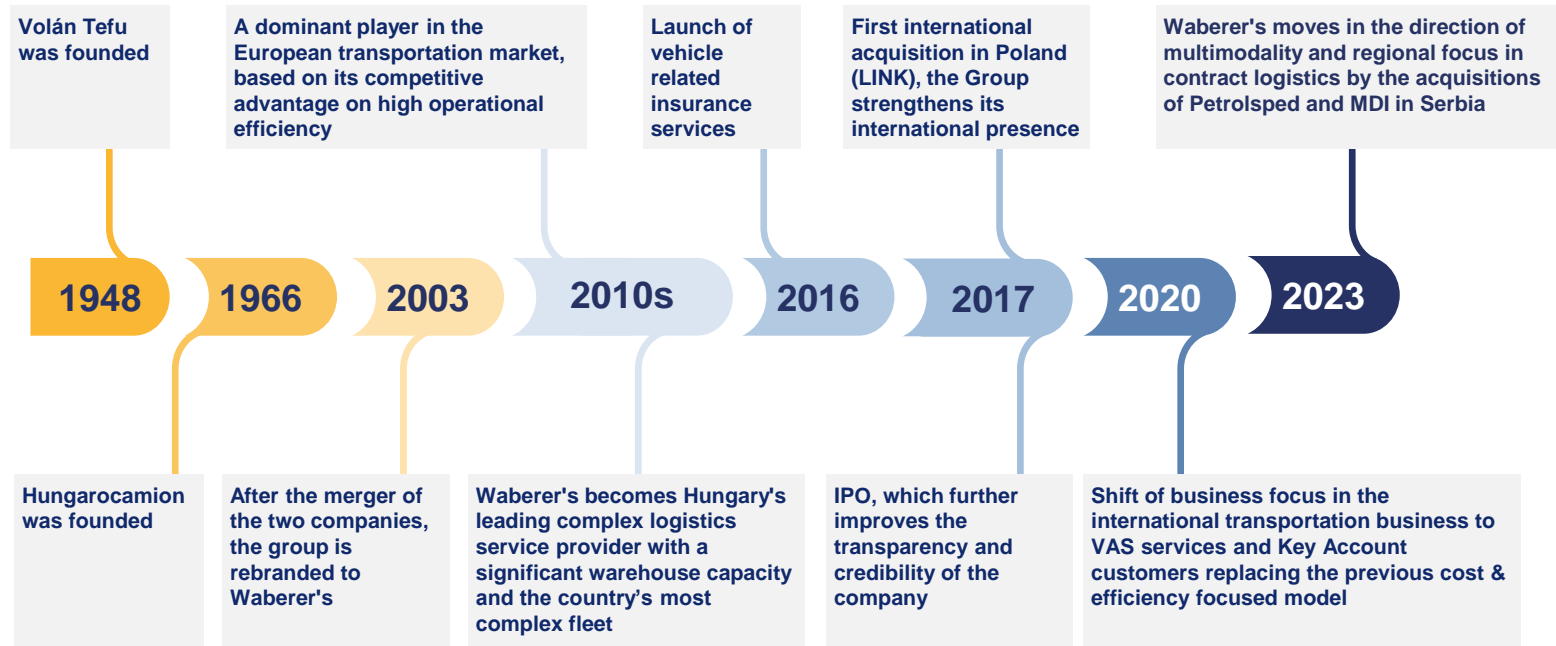 Volán Tefu
was founded
A dominant player in the
European transportation market,
based on its competitive
advantage on high operational
efficiency
Launch of
vehicle
related
insurance
services
First international
acquisition in Poland
(LINK), the Group
strengthens its
international presence
Waberer's moves in the direction of
multimodality and regional focus in
contract logistics by the acquisitions
of Petrolsped and MDI in Serbia
1948
1966
2003
2010s
2016
2017
2020
2023
Hungarocamion
was founded
After the merger of
the two companies,
the group is
rebranded to
Waberer's
Waberer's becomes Hungary's
leading complex logistics
service provider with a
significant warehouse capacity
and the country’s most
complex fleet
IPO, which further
improves the
transparency and
credibility of the
company
Shift of business focus in the
international transportation business to
VAS services and Key Account
customers replacing the previous cost &
efficiency focused model